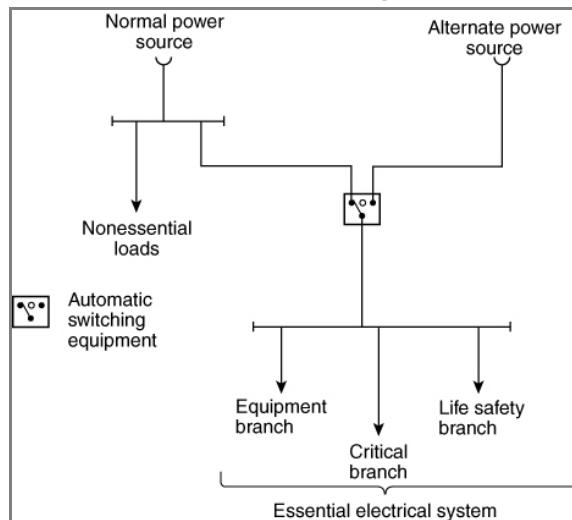 Normal power
source
Alternate power
source
Nonessential
loads
Automatic
switching
equipment
Equipment
branch
Critical
branch
Life safety
branch
Essential electrical system